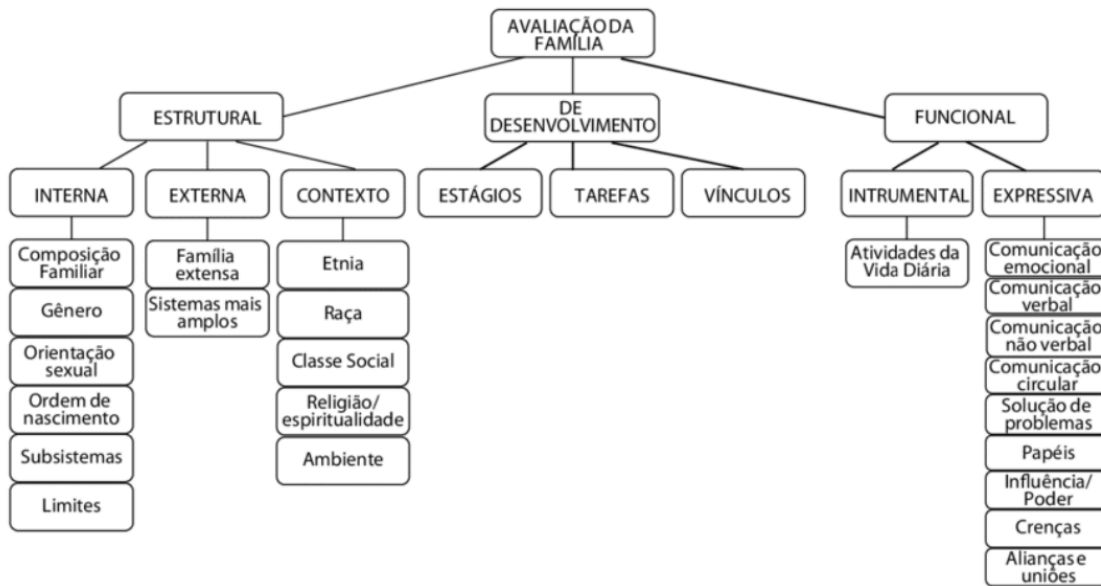 AVALIAÇÃO DA
FAMÍLIA
ESTRUTURAL
DE
DESENVOLVIMENTO
FUNCIONAL
INTERNA
EXTERNA
CONTEXTO
ESTÁGIOS
TAREFAS
VÍNCULOS
INTRUMENTAL
EXPRESSIVA
Composição
Familiar
Gênero
Orientação
sexual
Ordem de
nascimento
Subsistemas
Limites
Família
extensa
Sistemas mais
amplos
Etnia
Raça
Classe Social
Religião/
espiritualidade
Ambiente
Atividades da
Vida Diária
Comunicação
emocional
Comunicação
verbal
Comunicação
não verbal
Comunicação
circular
Solução de
problemas
Papéis
Influência/
Poder
Crenças
Alianças e
uniões